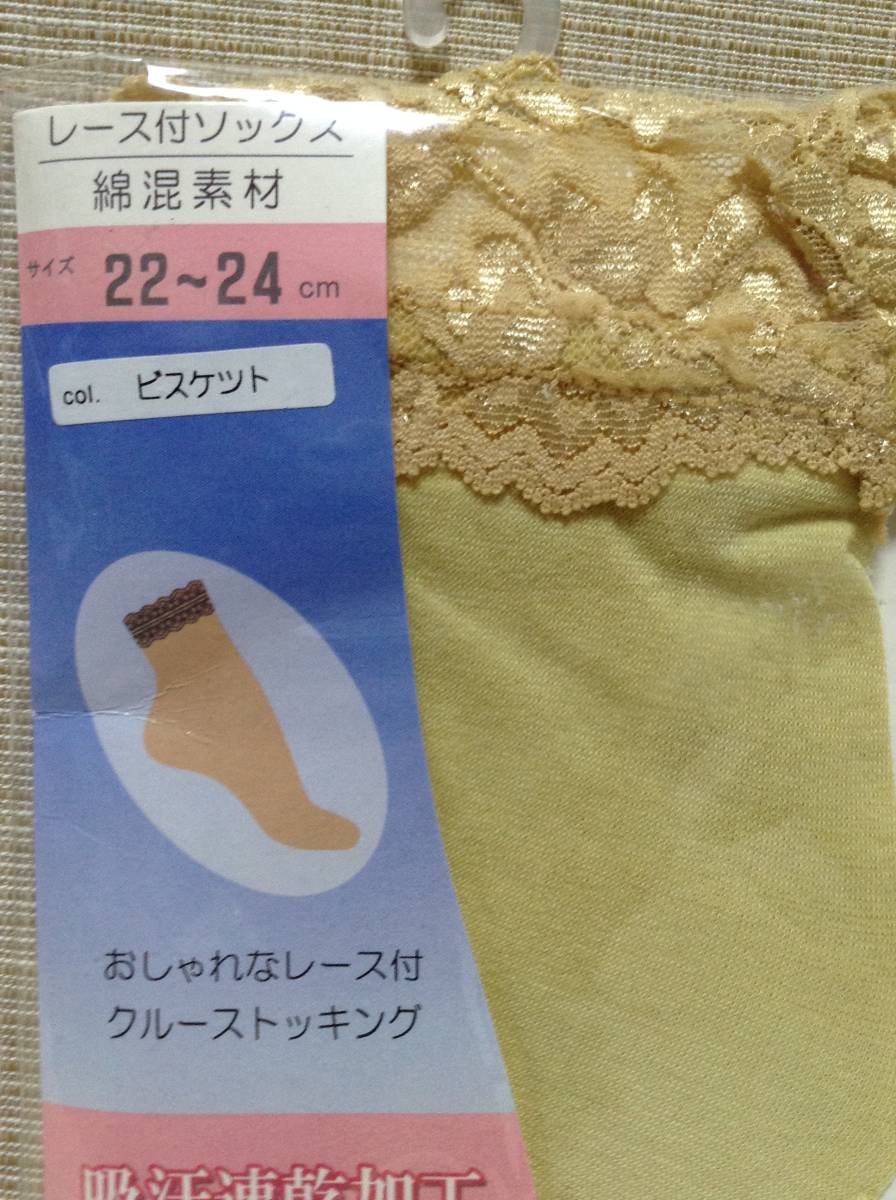 レース付ソックス
綿混素材
サイズ 22~24 cm
col. ビスケット
おしゃれなレース付
クルーストッキング
吸汗速乾加工